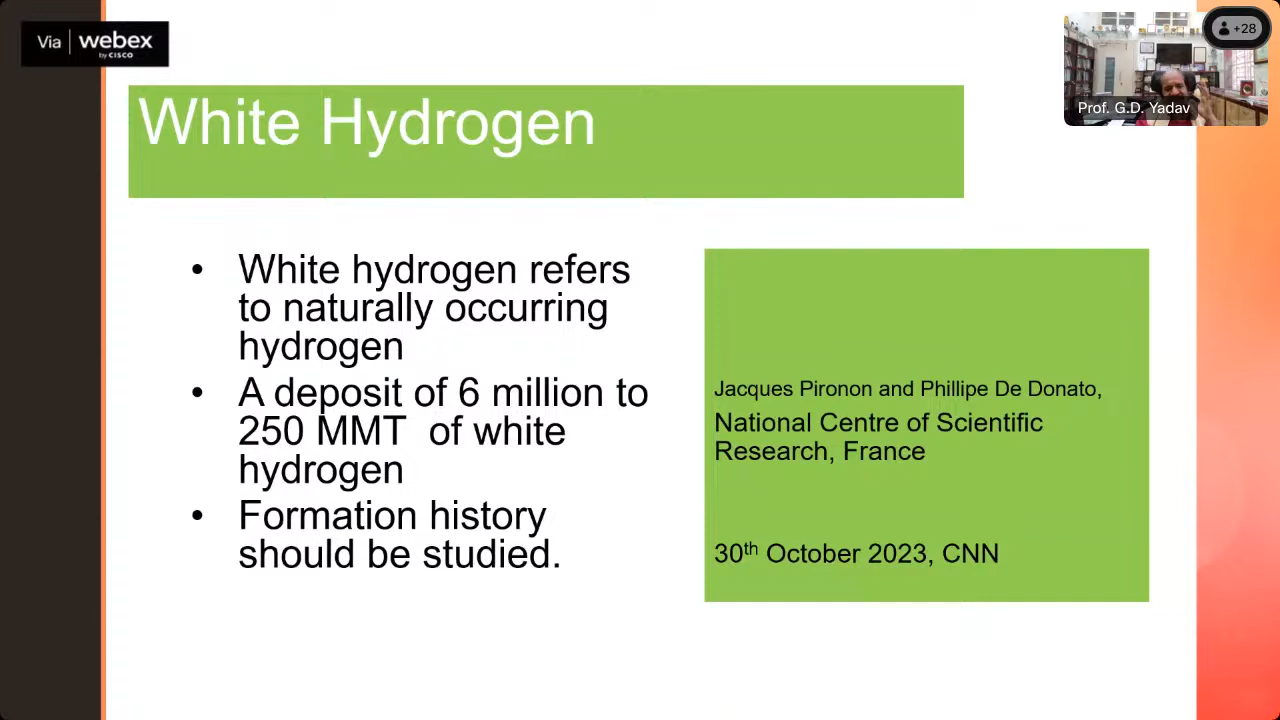 Via webex
by CISCO
+28
Prof. G.D. Yadav
White Hydrogen
• White hydrogen refers
to naturally occurring
hydrogen
• A deposit of 6 million to
250 MMT of white
hydrogen
• Formation history
should be studied.
Jacques Pironon and Phillipe De Donato,
National Centre of Scientific
Research, France
30th October 2023, CNN